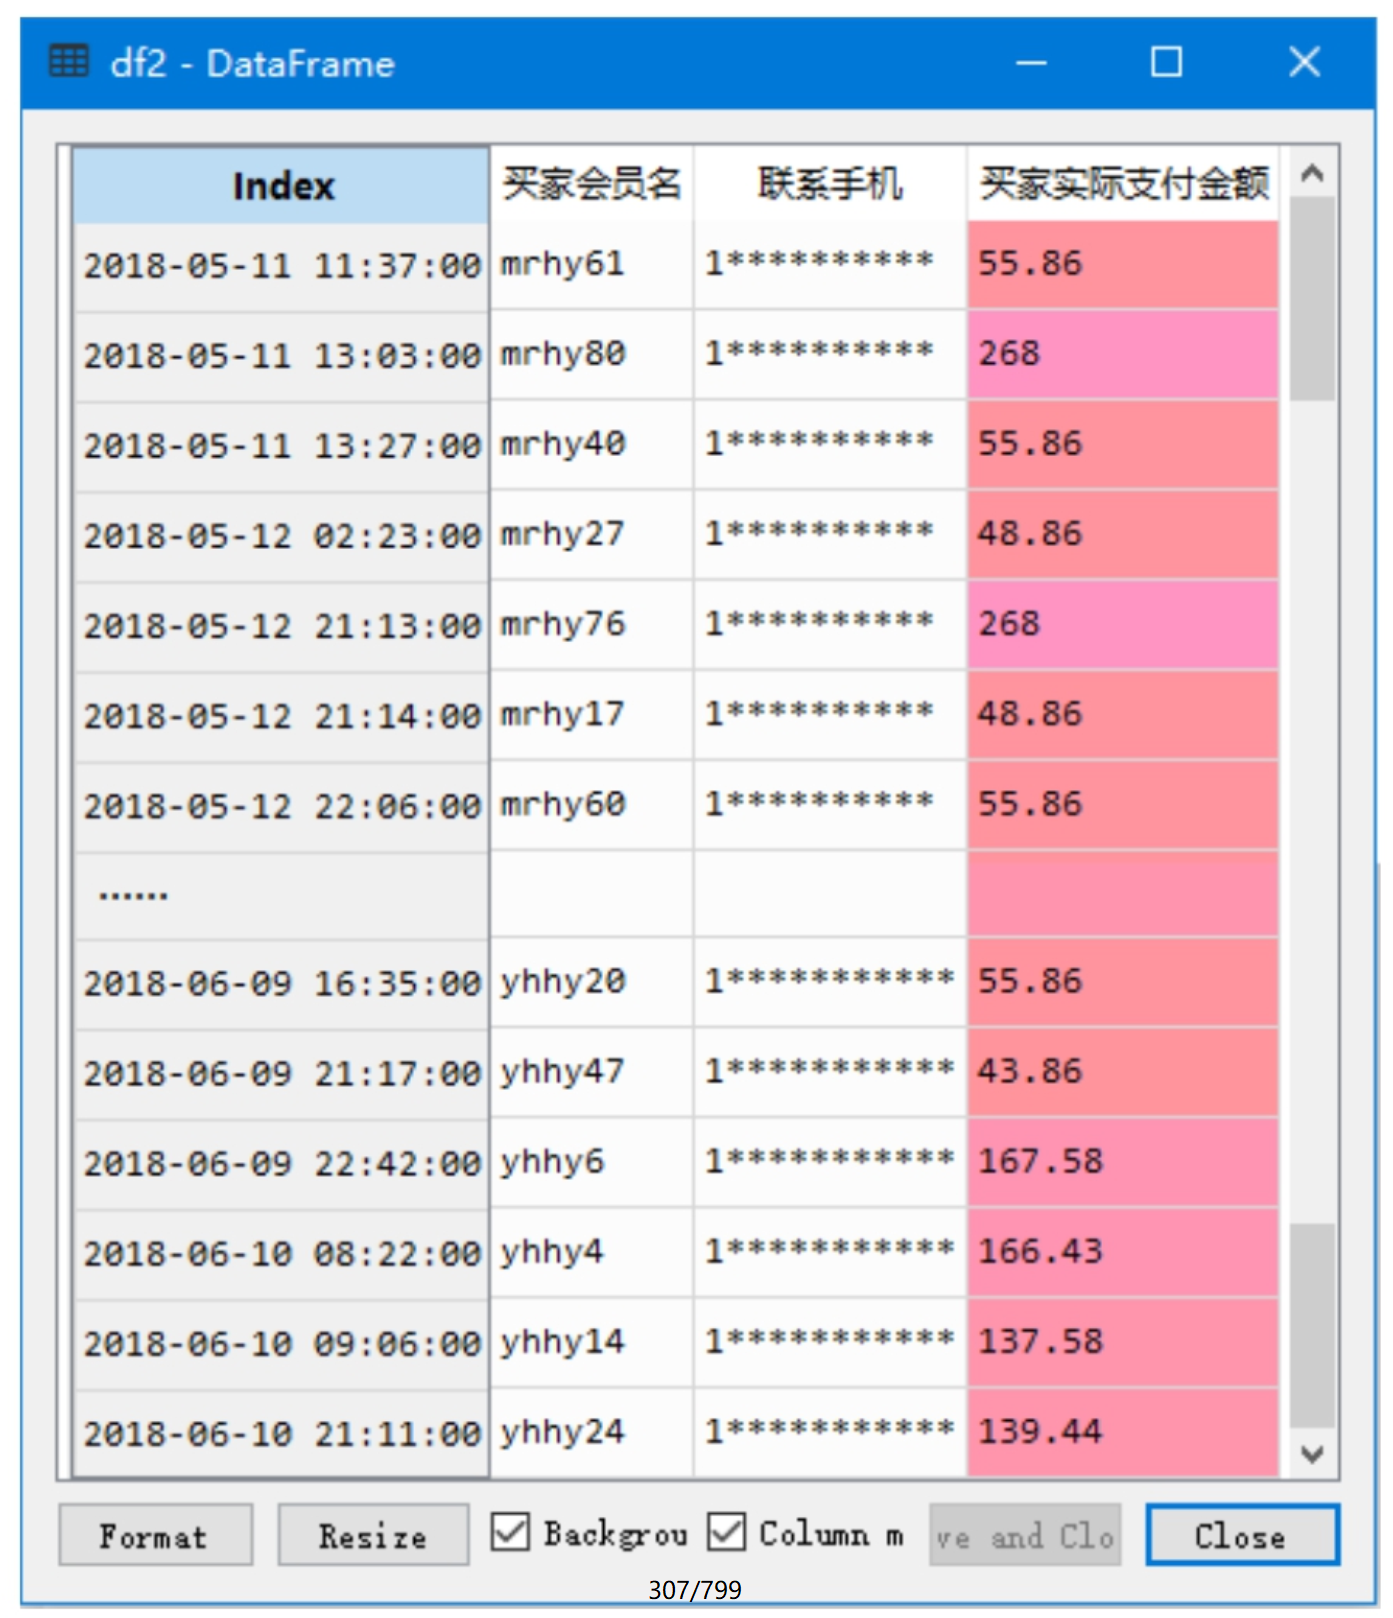 df2 - DataFrame
Index 买家会员名 联系手机 买家实际支付金额
2018-05-11 11:37:00 mrhy61 1********** 55.86
2018-05-11 13:03:00 mrhy80 1********** 268
2018-05-11 13:27:00 mrhy40 1********** 55.86
2018-05-12 02:23:00 mrhy27 1********** 48.86
2018-05-12 21:13:00 mrhy76 1********** 268
2018-05-12 21:14:00 mrhy17 1********** 48.86
2018-05-12 22:06:00 mrhy60 1********** 55.86
......
2018-06-09 16:35:00 yhhy20 1*********** 55.86
2018-06-09 21:17:00 yhhy47 1*********** 43.86
2018-06-09 22:42:00 yhhy6 1*********** 167.58
2018-06-10 08:22:00 yhhy4 1*********** 166.43
2018-06-10 09:06:00 yhhy14 1*********** 137.58
2018-06-10 21:11:00 yhhy24 1*********** 139.44
Format Resize Backgrou Column m ve and Clo Close
307/799